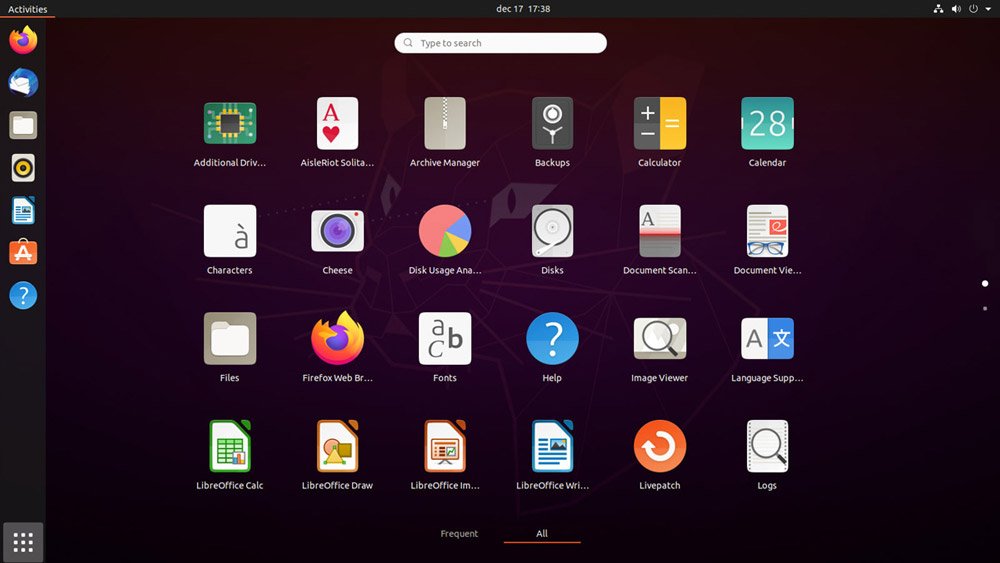 Activities
dec 17 17:38
Type to search
Additional Driv...
AisleRiot Solita...
Archive Manager
Backups
Calculator
Calendar
28
Characters
Cheese
Disk Usage Ana...
Disks
Document Scan...
Document Vie...
Files
Firefox Web Br...
Fonts
Help
Image Viewer
Language Supp...
LibreOffice Calc
LibreOffice Draw
LibreOffice Im...
LibreOffice Wri...
Livepatch
Logs
Frequent
All